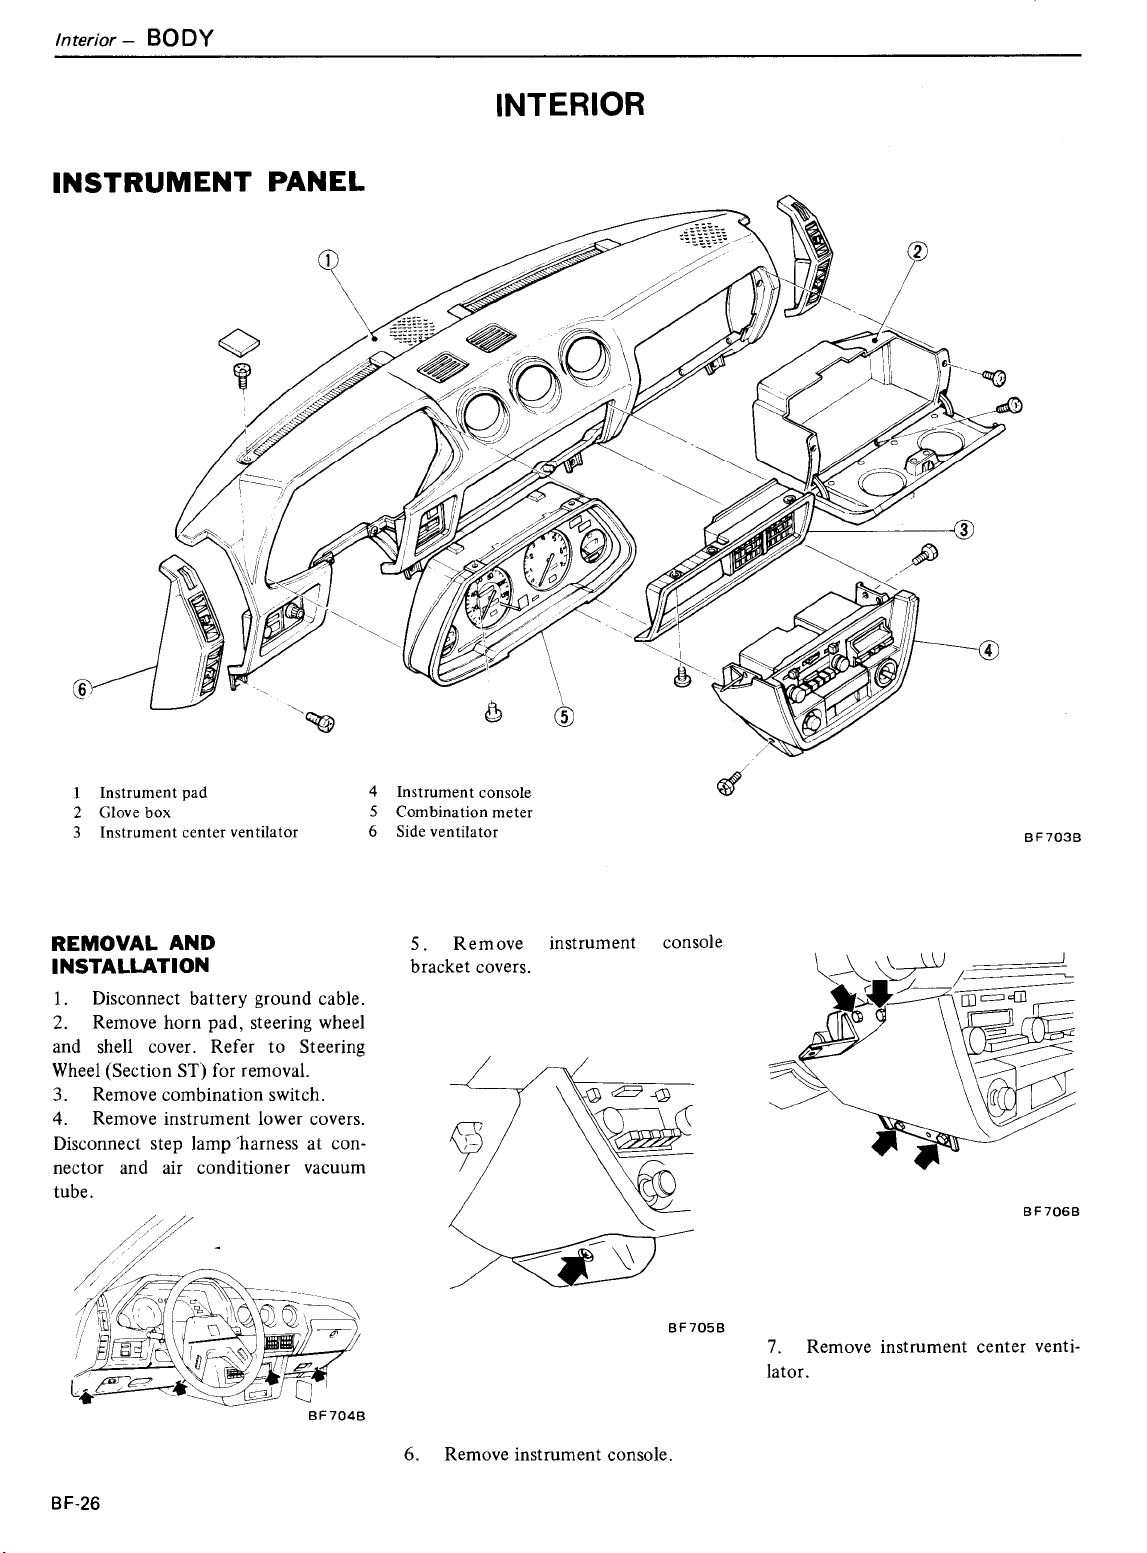 Interior – BODY
INTERIOR
INSTRUMENT PANEL
1
2
3
4
5
6
1 Instrument pad
2 Glove box
3 Instrument center ventilator
4 Instrument console
5 Combination meter
6 Side ventilator
BF703B
REMOVAL AND
INSTALLATION
1. Disconnect battery ground cable.
2. Remove horn pad, steering wheel
and shell cover. Refer to Steering
Wheel (Section ST) for removal.
3. Remove combination switch.
4. Remove instrument lower covers.
Disconnect step lamp harness at con-
nector and air conditioner vacuum
tube.
BF704B
5. Remove instrument console
bracket covers.
BF705B
6. Remove instrument console.
BF706B
7. Remove instrument center venti-
lator.
BF-26